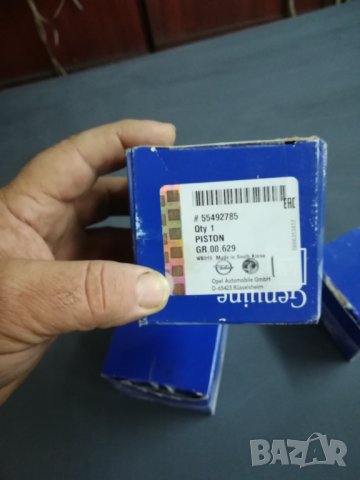 # 55492785
Qty 1
PISTON
GR.00.629
Made in South Korea
Opel Automobile GmbH
D-65423 Rüsselsheim
EAC
Genuine
BAZAR